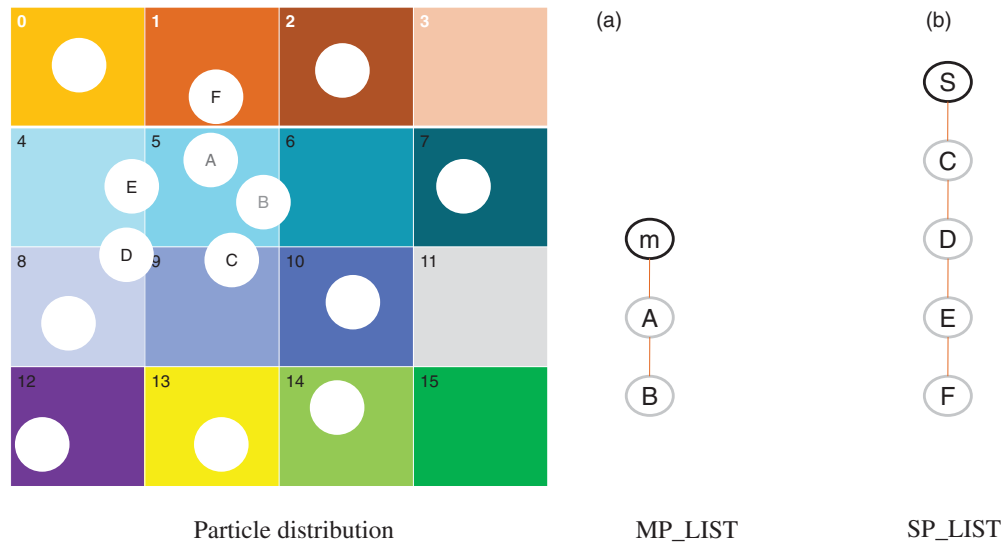 0 1 2 3
F
4 5 6 7
A
E
B
8 9 10 11
D
C
12 13 14 15
Particle distribution
(a)
m
A
B
MP_LIST
(b)
S
C
D
E
F
SP_LIST